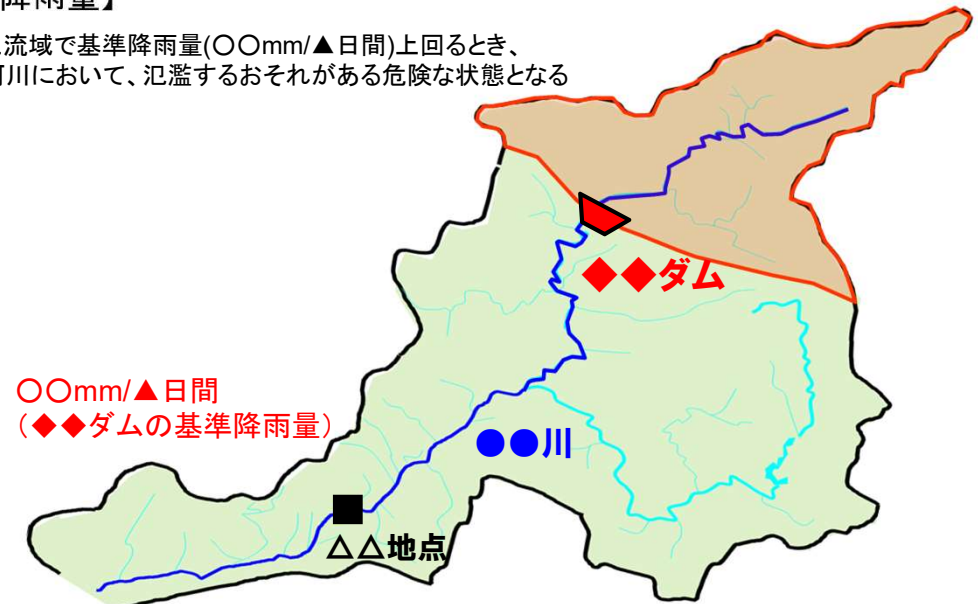 降雨量】
流域で基準降雨量(〇〇mm/▲日間)上回るとき、
川において、氾濫するおそれがある危険な状態となる
◆◆ダム
〇〇mm/▲日間
(◆◆ダムの基準降雨量)
●●川
△△地点